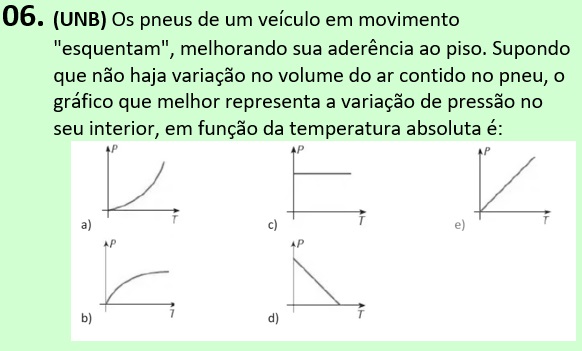 06. (UNB) Os pneus de um veículo em movimento
"esquentam", melhorando sua aderência ao piso. Supondo
que não haja variação no volume do ar contido no pneu, o
gráfico que melhor representa a variação de pressão no
seu interior, em função da temperatura absoluta é:
P
T
a)
P
T
c)
P
T
e)
P
T
b)
P
T
d)